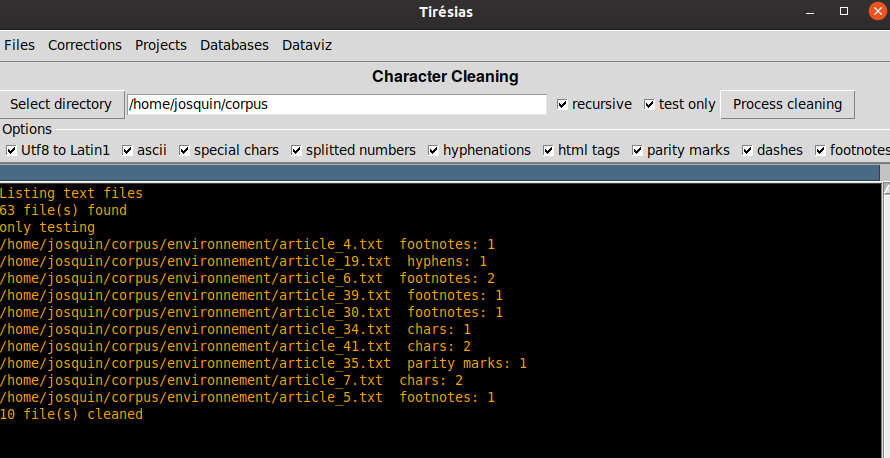 Tirésias
Files Corrections Projects Databases Dataviz
Character Cleaning
Select directory /home/josquin/corpus recursive test only Process cleaning
Options
Utf8 to Latin1 ascii special chars splitted numbers hyphenations html tags parity marks dashes footnotes
Listing text files
63 file(s) found
only testing
/home/josquin/corpus/environnement/article_4.txt footnotes: 1
/home/josquin/corpus/environnement/article_19.txt hyphens: 1
/home/josquin/corpus/environnement/article_6.txt footnotes: 2
/home/josquin/corpus/environnement/article_39.txt footnotes: 1
/home/josquin/corpus/environnement/article_30.txt footnotes: 1
/home/josquin/corpus/environnement/article_34.txt chars: 1
/home/josquin/corpus/environnement/article_41.txt chars: 2
/home/josquin/corpus/environnement/article_35.txt parity marks: 1
/home/josquin/corpus/environnement/article_7.txt chars: 2
/home/josquin/corpus/environnement/article_5.txt footnotes: 1
10 file(s) cleaned